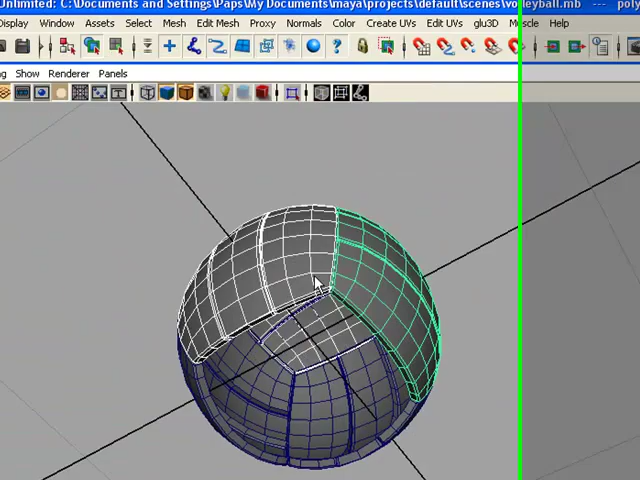 Unlimited: C:\Documents and Settings\Paps\My Documents\maya\projects\default\scenes\volleyball.mb --- poly
Display Window Assets Select Mesh Edit Mesh Proxy Normals Color Create UVs Edit UVs glu3D Muscle Help
ng Show Renderer Panels